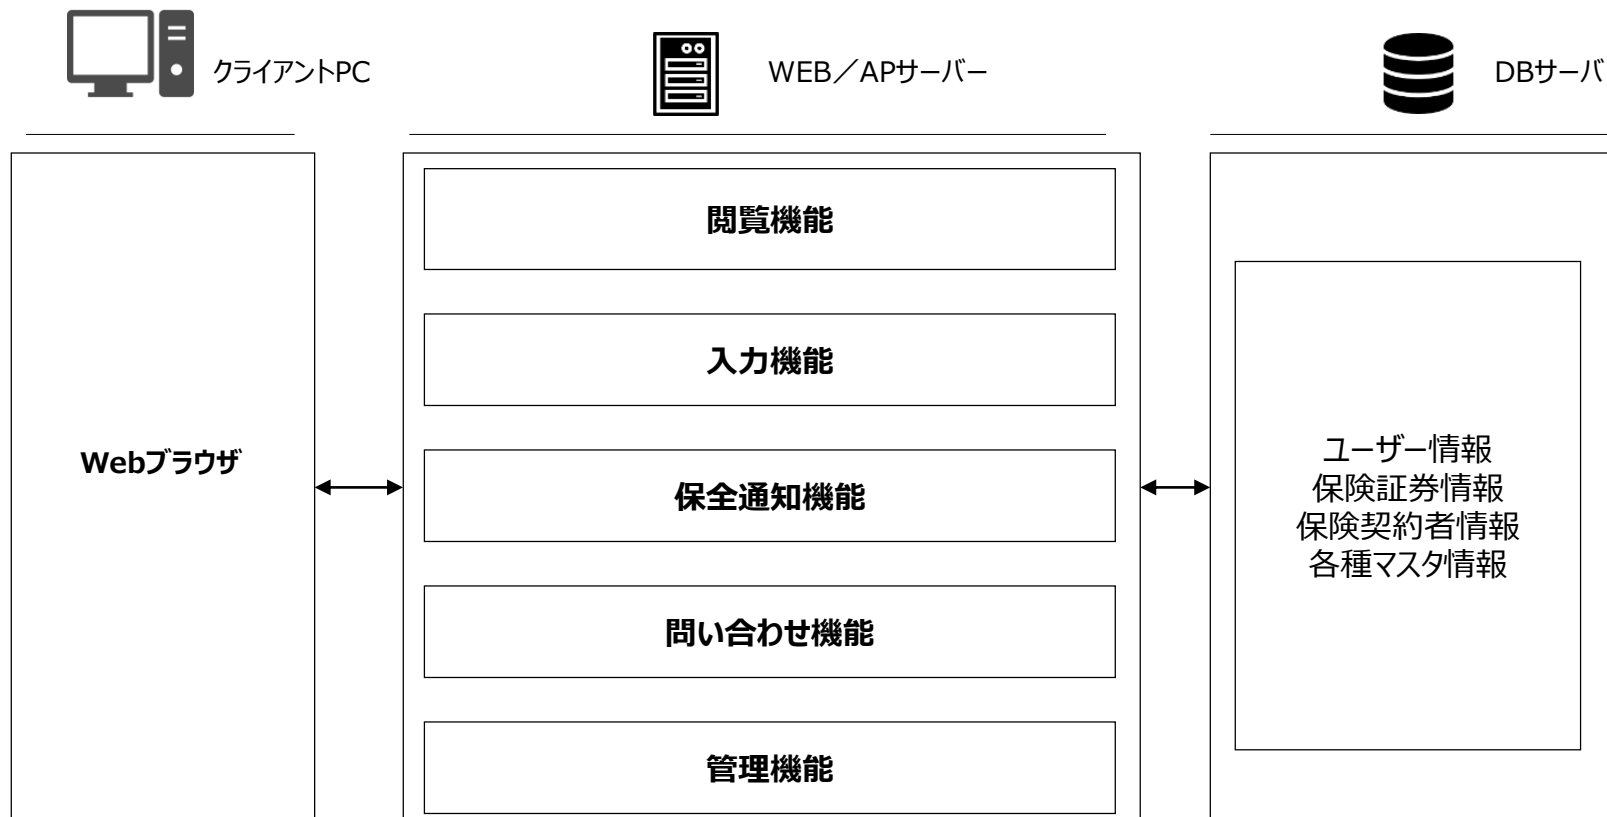 クライアントPC
WEB／APサーバー
DBサーバ
Webブラウザ
閲覧機能
入力機能
保全通知機能
問い合わせ機能
管理機能
ユーザー情報
保険証券情報
保険契約者情報
各種マスタ情報